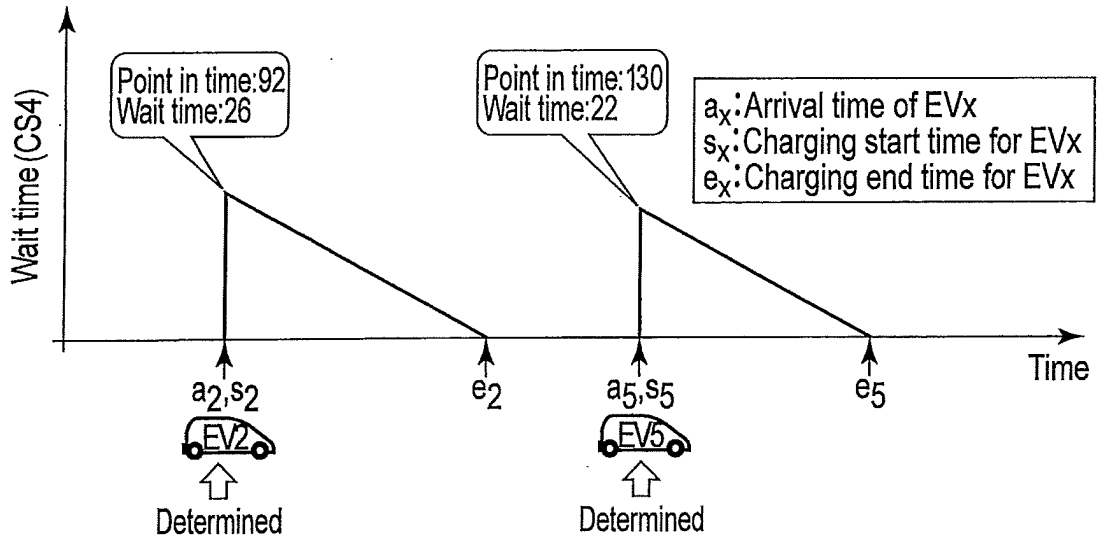 Point in time:92
Wait time:26
Point in time:130
Wait time:22
aₓ:Arrival time of EVx
sₓ:Charging start time for EVx
eₓ:Charging end time for EVx
Wait time (CS4)
Time
a₂,s₂
e₂
a₅,s₅
e₅
EV2
EV5
Determined
Determined